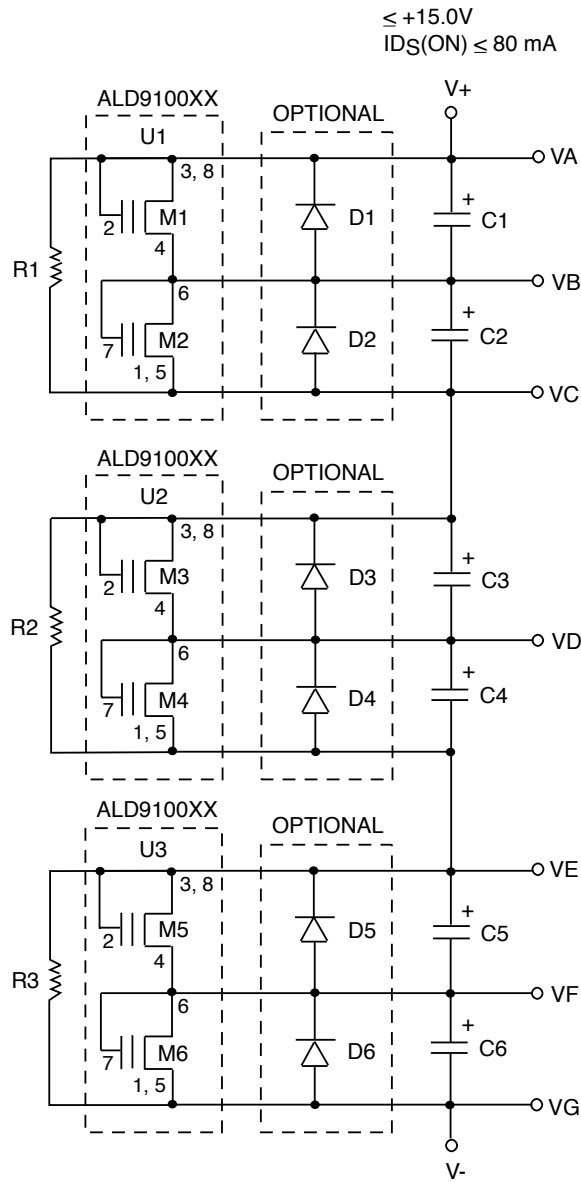 ≤ +15.0V
IDS(ON) ≤ 80 mA
V+
ALD9100XX
OPTIONAL
U1
VA
3, 8
2
M1
4
D1
+
C1
R1
6
VB
7
M2
1, 5
D2
+
C2
VC
ALD9100XX
OPTIONAL
U2
3, 8
2
M3
4
D3
+
C3
R2
6
VD
7
M4
1, 5
D4
+
C4
ALD9100XX
OPTIONAL
U3
VE
3, 8
2
M5
4
D5
+
C5
R3
6
VF
7
M6
1, 5
D6
+
C6
VG
V-